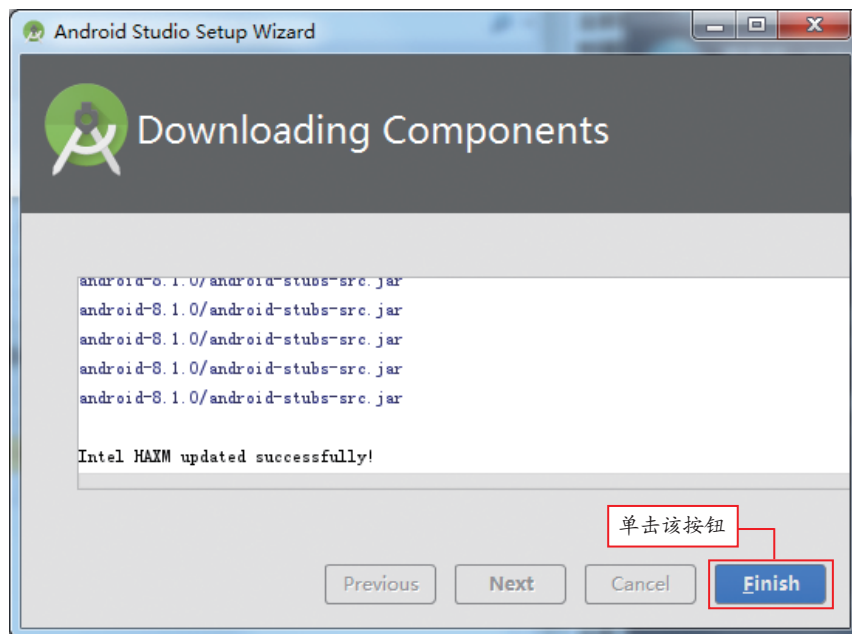 Android Studio Setup Wizard
Downloading Components
android-8.1.0/android-stubs-src.jar
android-8.1.0/android-stubs-src.jar
android-8.1.0/android-stubs-src.jar
android-8.1.0/android-stubs-src.jar
android-8.1.0/android-stubs-src.jar
Intel HAXM updated successfully!
单击该按钮
Previous Next Cancel Finish